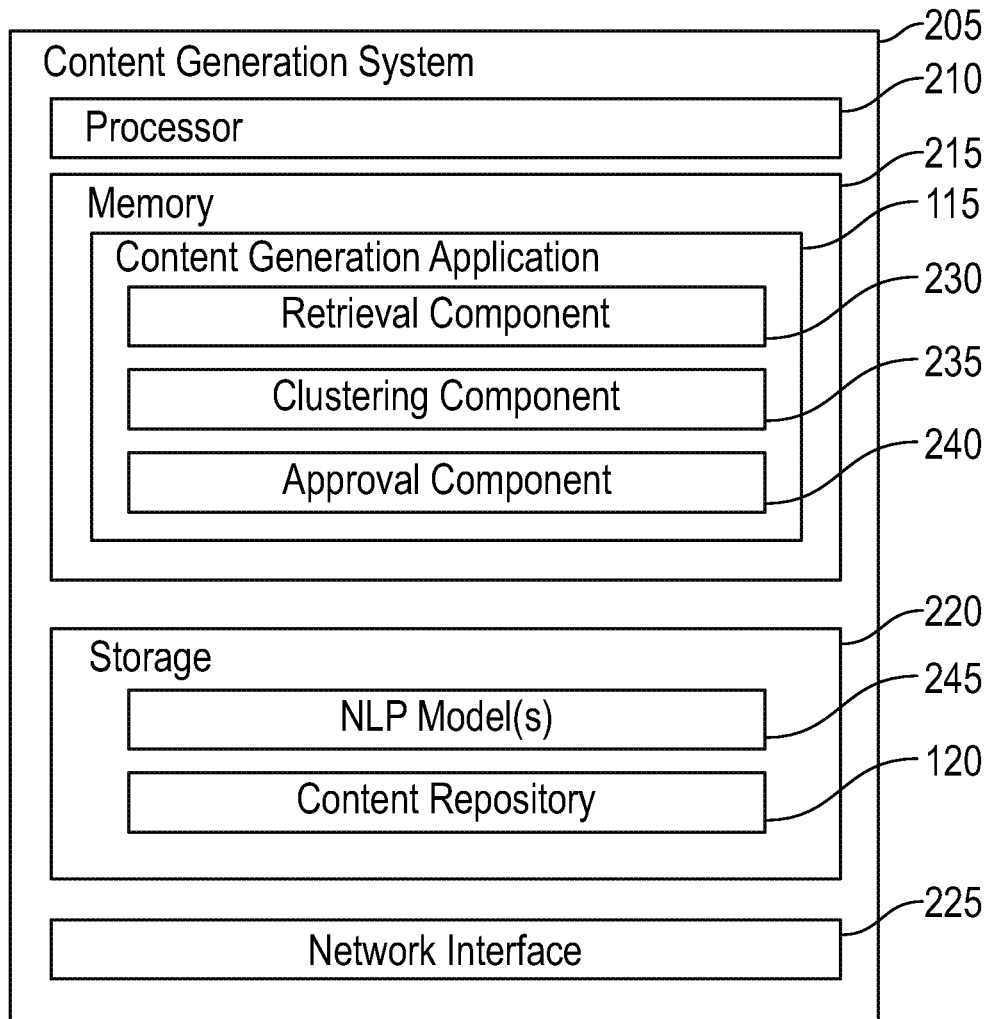 205
Content Generation System
210
Processor
215
Memory
115
Content Generation Application
230
Retrieval Component
235
Clustering Component
240
Approval Component
220
Storage
245
NLP Model(s)
120
Content Repository
225
Network Interface